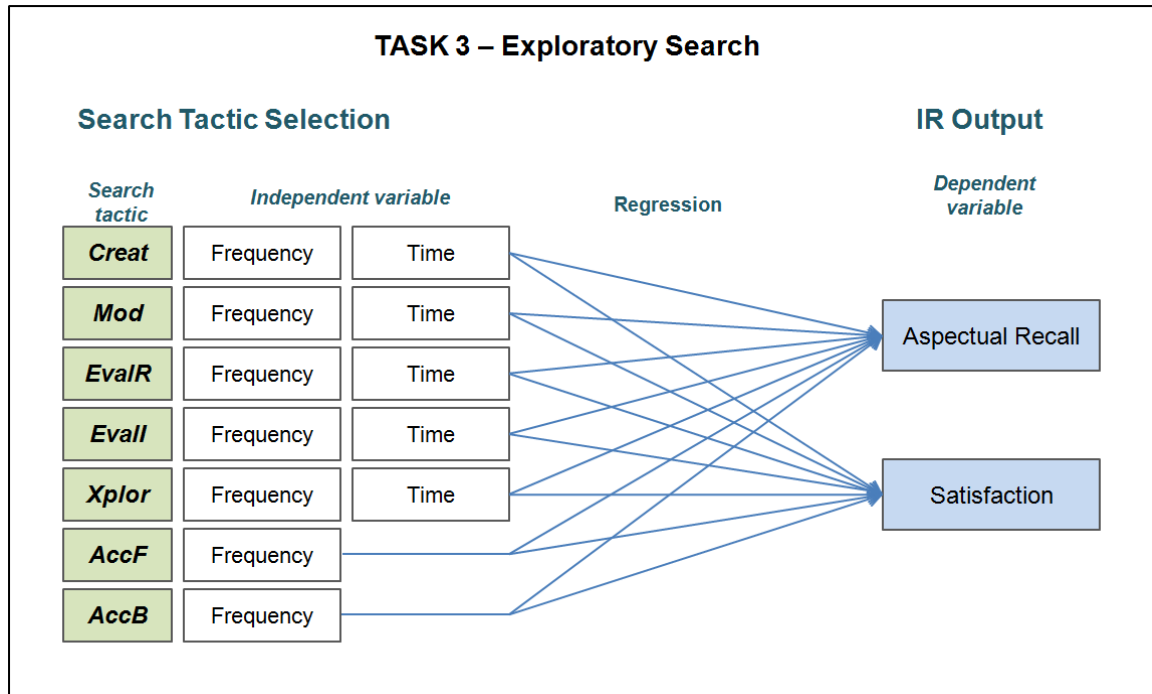 TASK 3 – Exploratory Search
Search Tactic Selection
IR Output
Search
tactic
Independent variable
Regression
Dependent
variable
Creat Frequency Time
Mod Frequency Time
Aspectual Recall
EvalR Frequency Time
EvalI Frequency Time
Xplor Frequency Time
Satisfaction
AccF Frequency
AccB Frequency